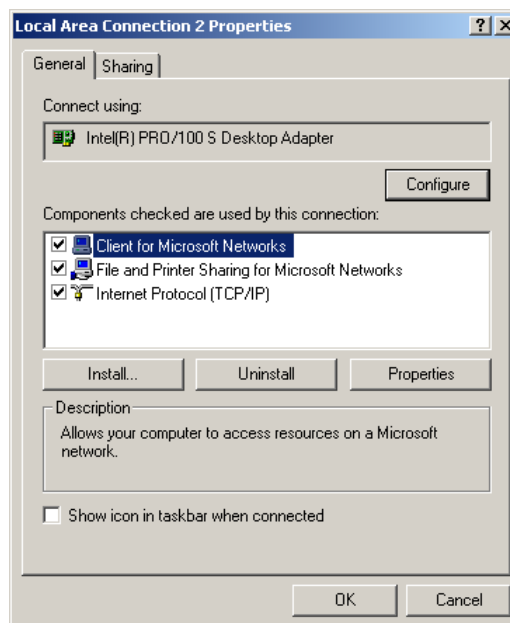 Local Area Connection 2 Properties
General
Sharing
Connect using:
Intel(R) PRO/100 S Desktop Adapter
Configure
Components checked are used by this connection:
Client for Microsoft Networks
File and Printer Sharing for Microsoft Networks
Internet Protocol (TCP/IP)
Install...
Uninstall
Properties
Description
Allows your computer to access resources on a Microsoft
network.
Show icon in taskbar when connected
OK
Cancel